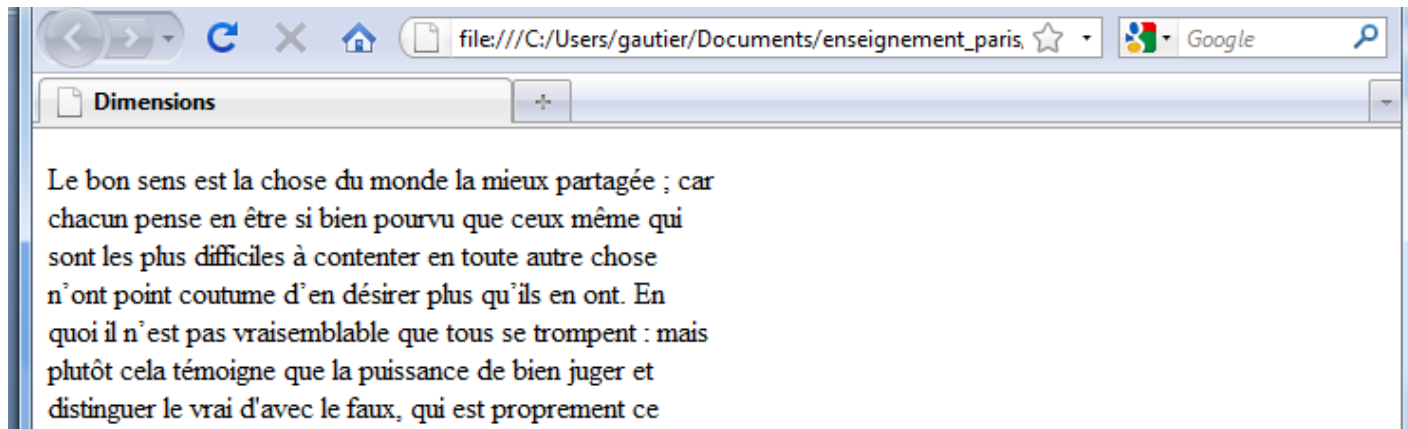 file:///C:/Users/gautier/Documents/enseignement_paris,
Google
Dimensions
Le bon sens est la chose du monde la mieux partagée ; car
chacun pense en être si bien pourvu que ceux même qui
sont les plus difficiles à contenter en toute autre chose
n’ont point coutume d’en désirer plus qu’ils en ont. En
quoi il n’est pas vraisemblable que tous se trompent : mais
plutôt cela témoigne que la puissance de bien juger et
distinguer le vrai d'avec le faux, qui est proprement ce